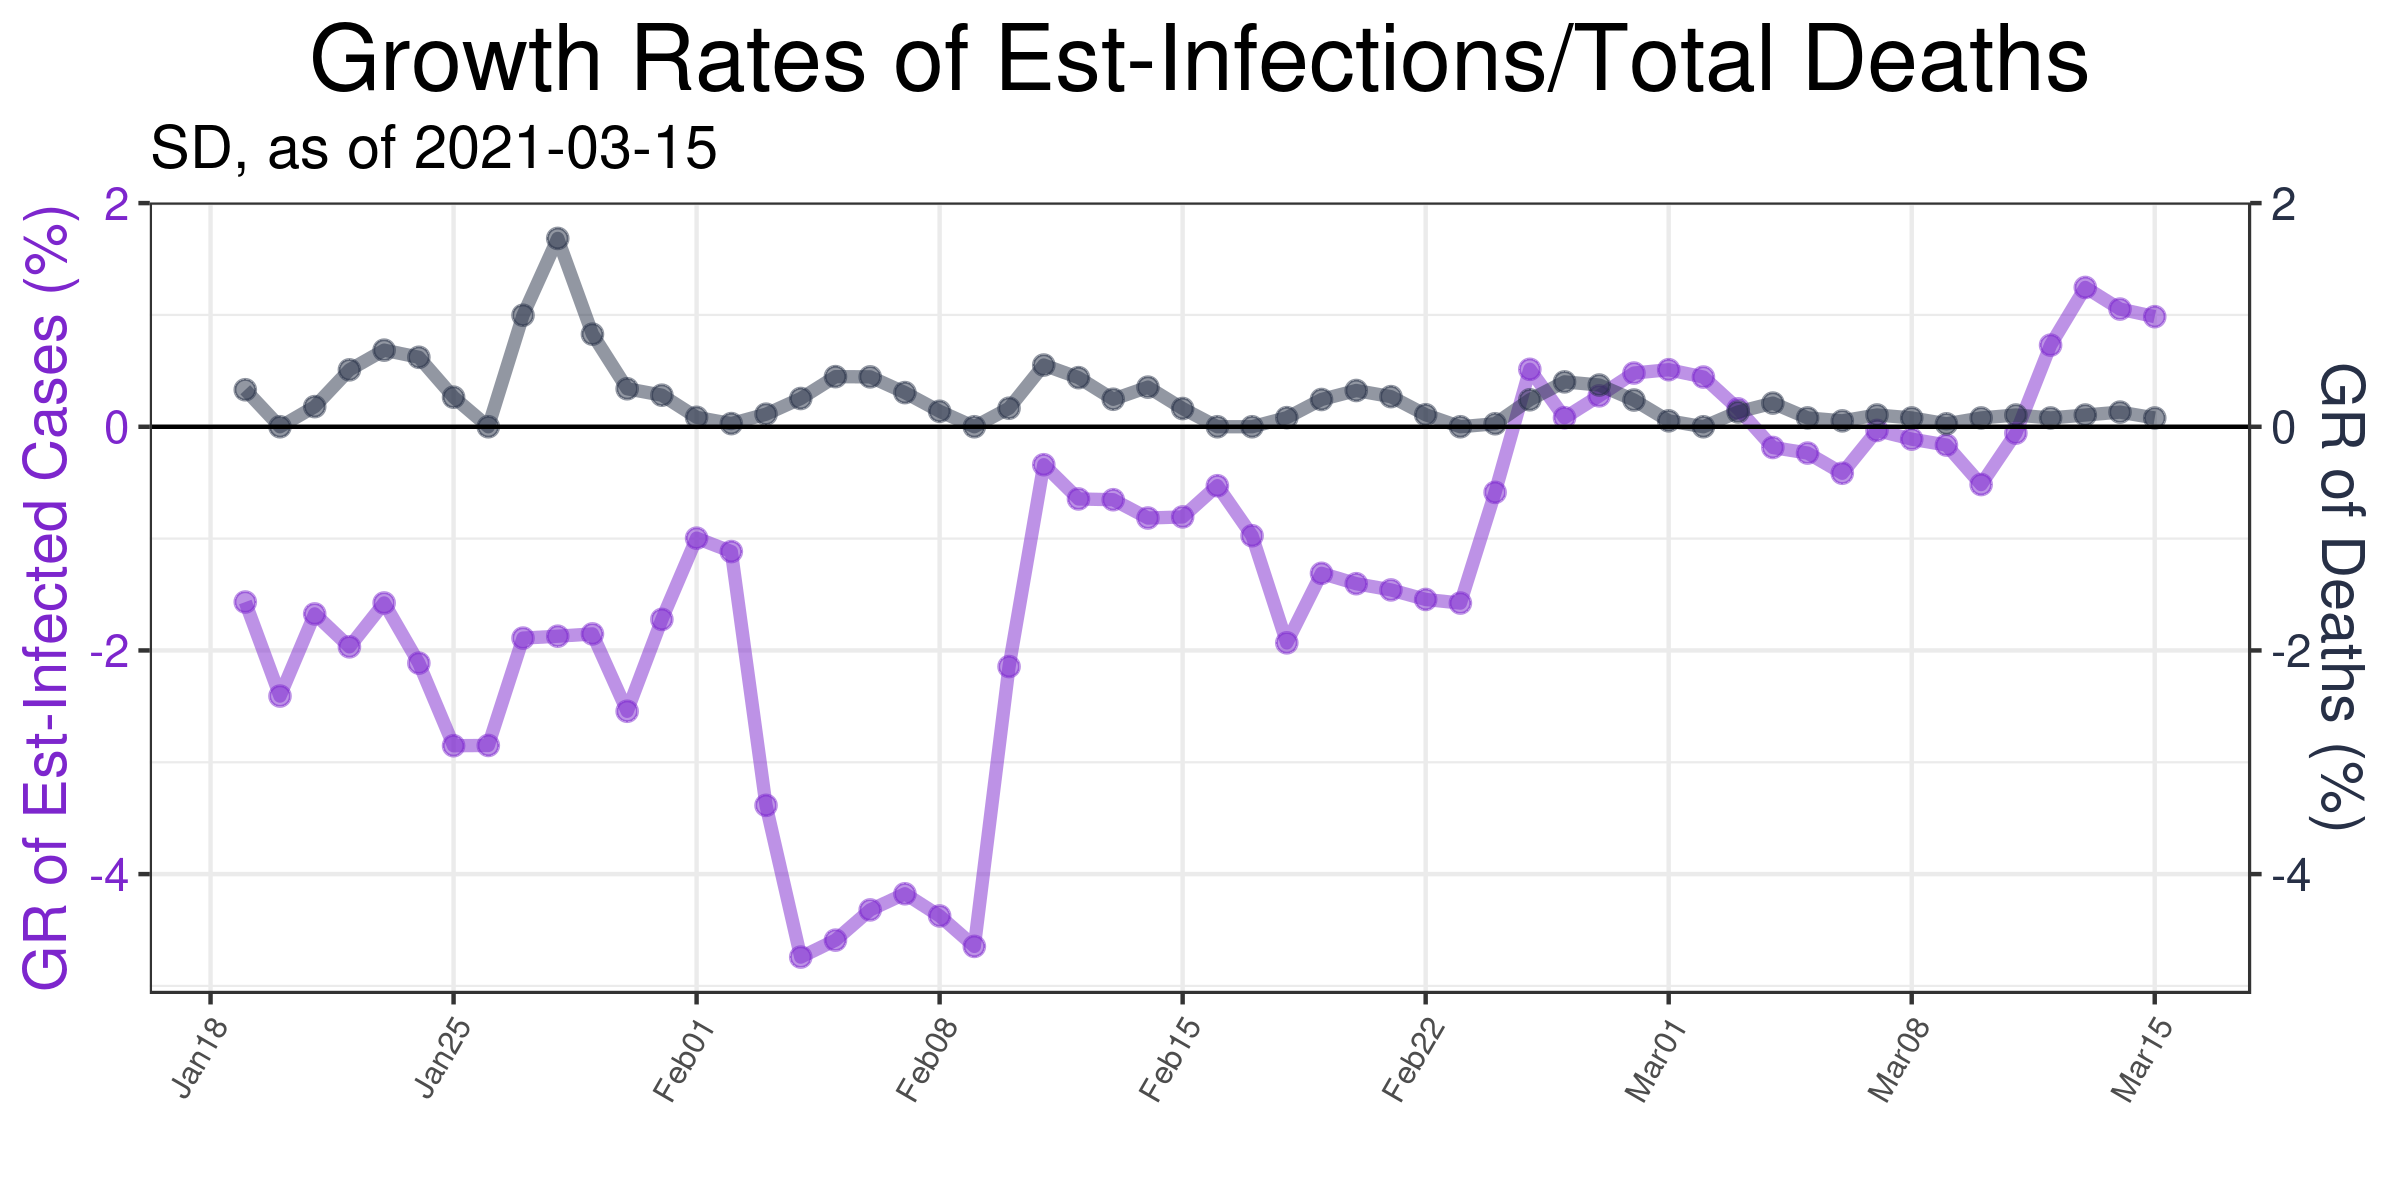 Growth Rates of Est-Infections/Total Deaths
SD, as of 2021-03-15
GR of Est-Infected Cases (%)
2
0
-2
-4
2
0
-2
-4
GR of Deaths (%)
Jan18
Jan25
Feb01
Feb08
Feb15
Feb22
Mar01
Mar08
Mar15